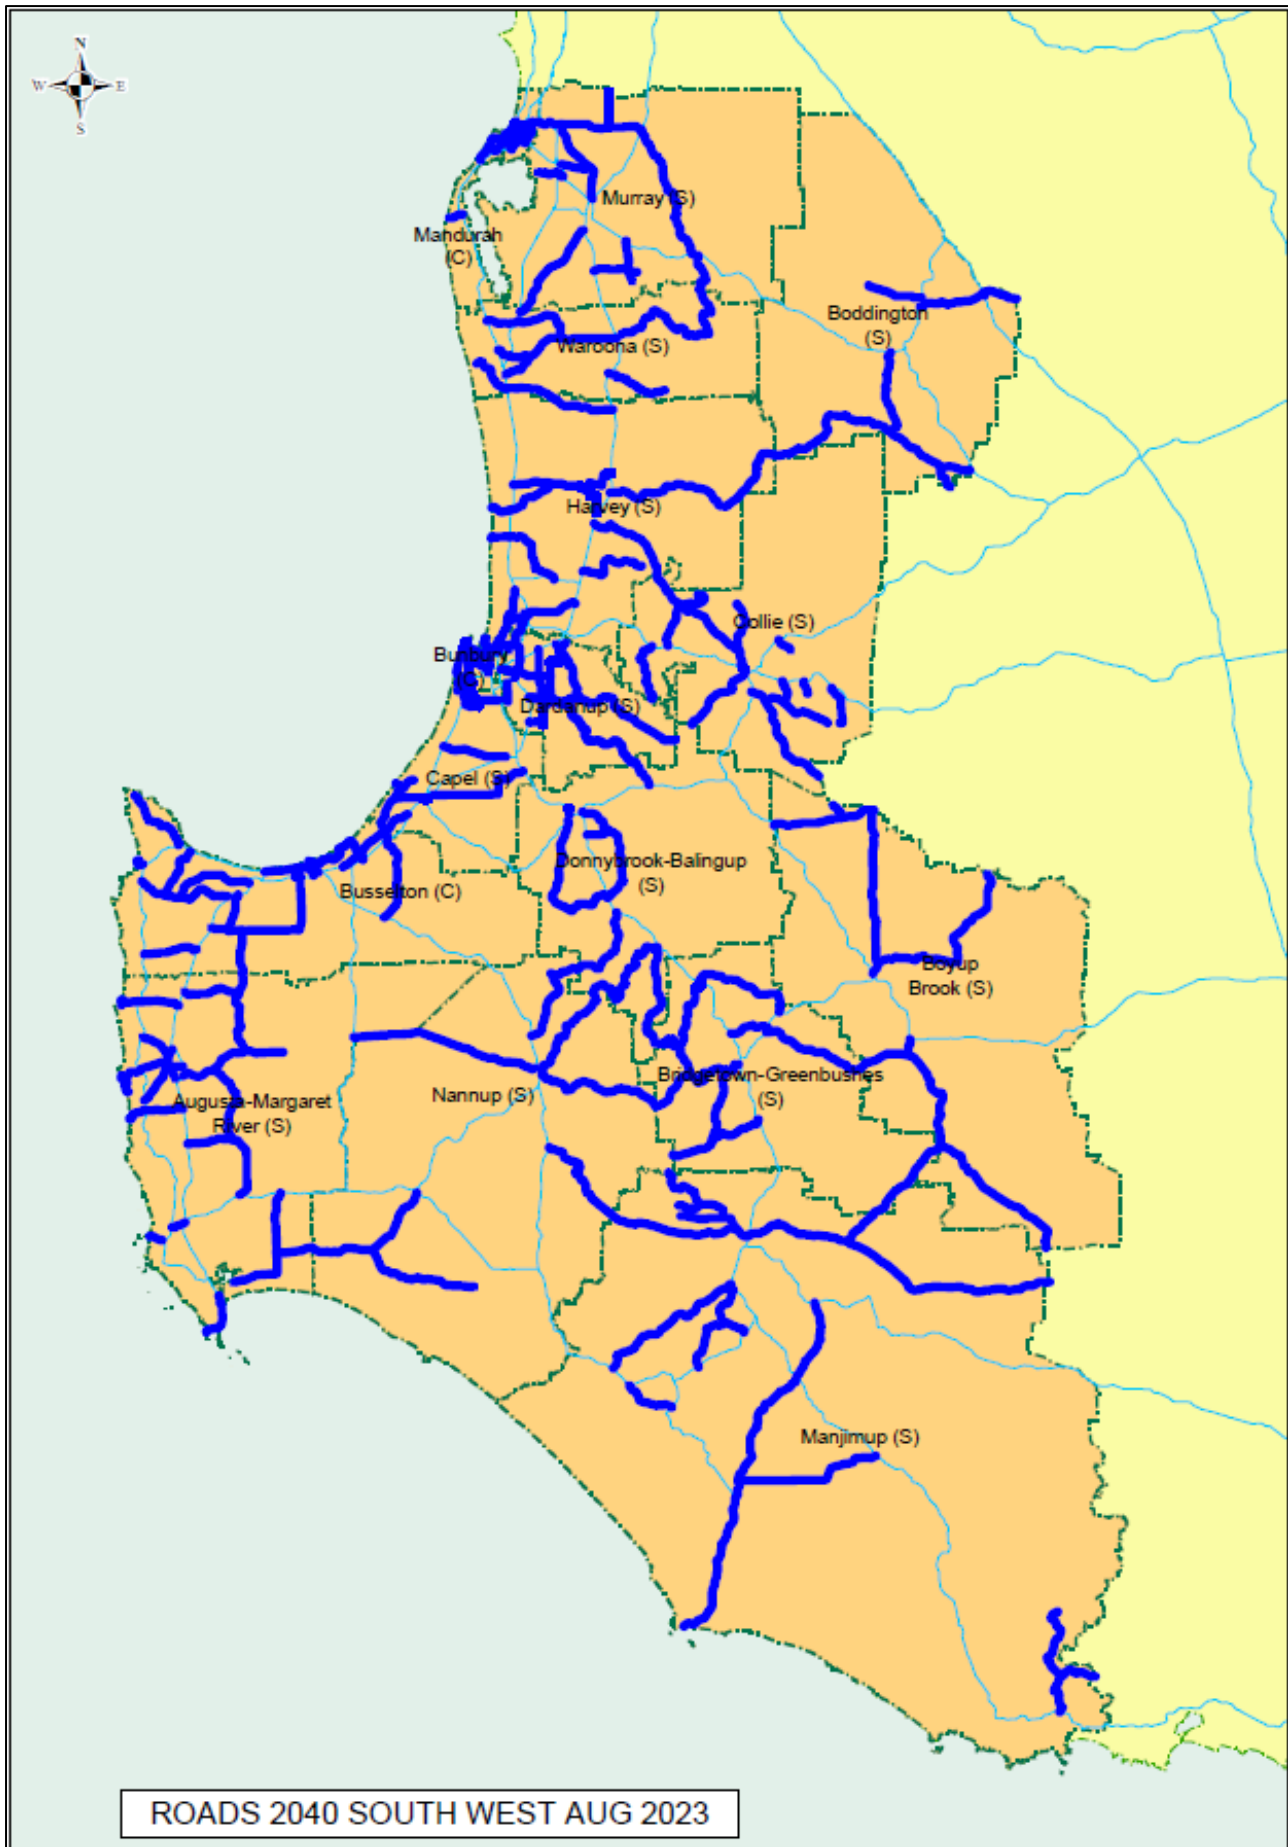 N
W E
S
Murray (S)
Mandurah
(C)
Boddington
(S)
Waroona (S)
Harvey (S)
Collie (S)
Bunbury
(C)
Dardanup (S)
Capel (S)
Donnybrook-Balingup
(S)
Busselton (C)
Boyup
Brook (S)
Bridgetown-Greenbushes
(S)
Nannup (S)
Augusta-Margaret
River (S)
Manjimup (S)
ROADS 2040 SOUTH WEST AUG 2023